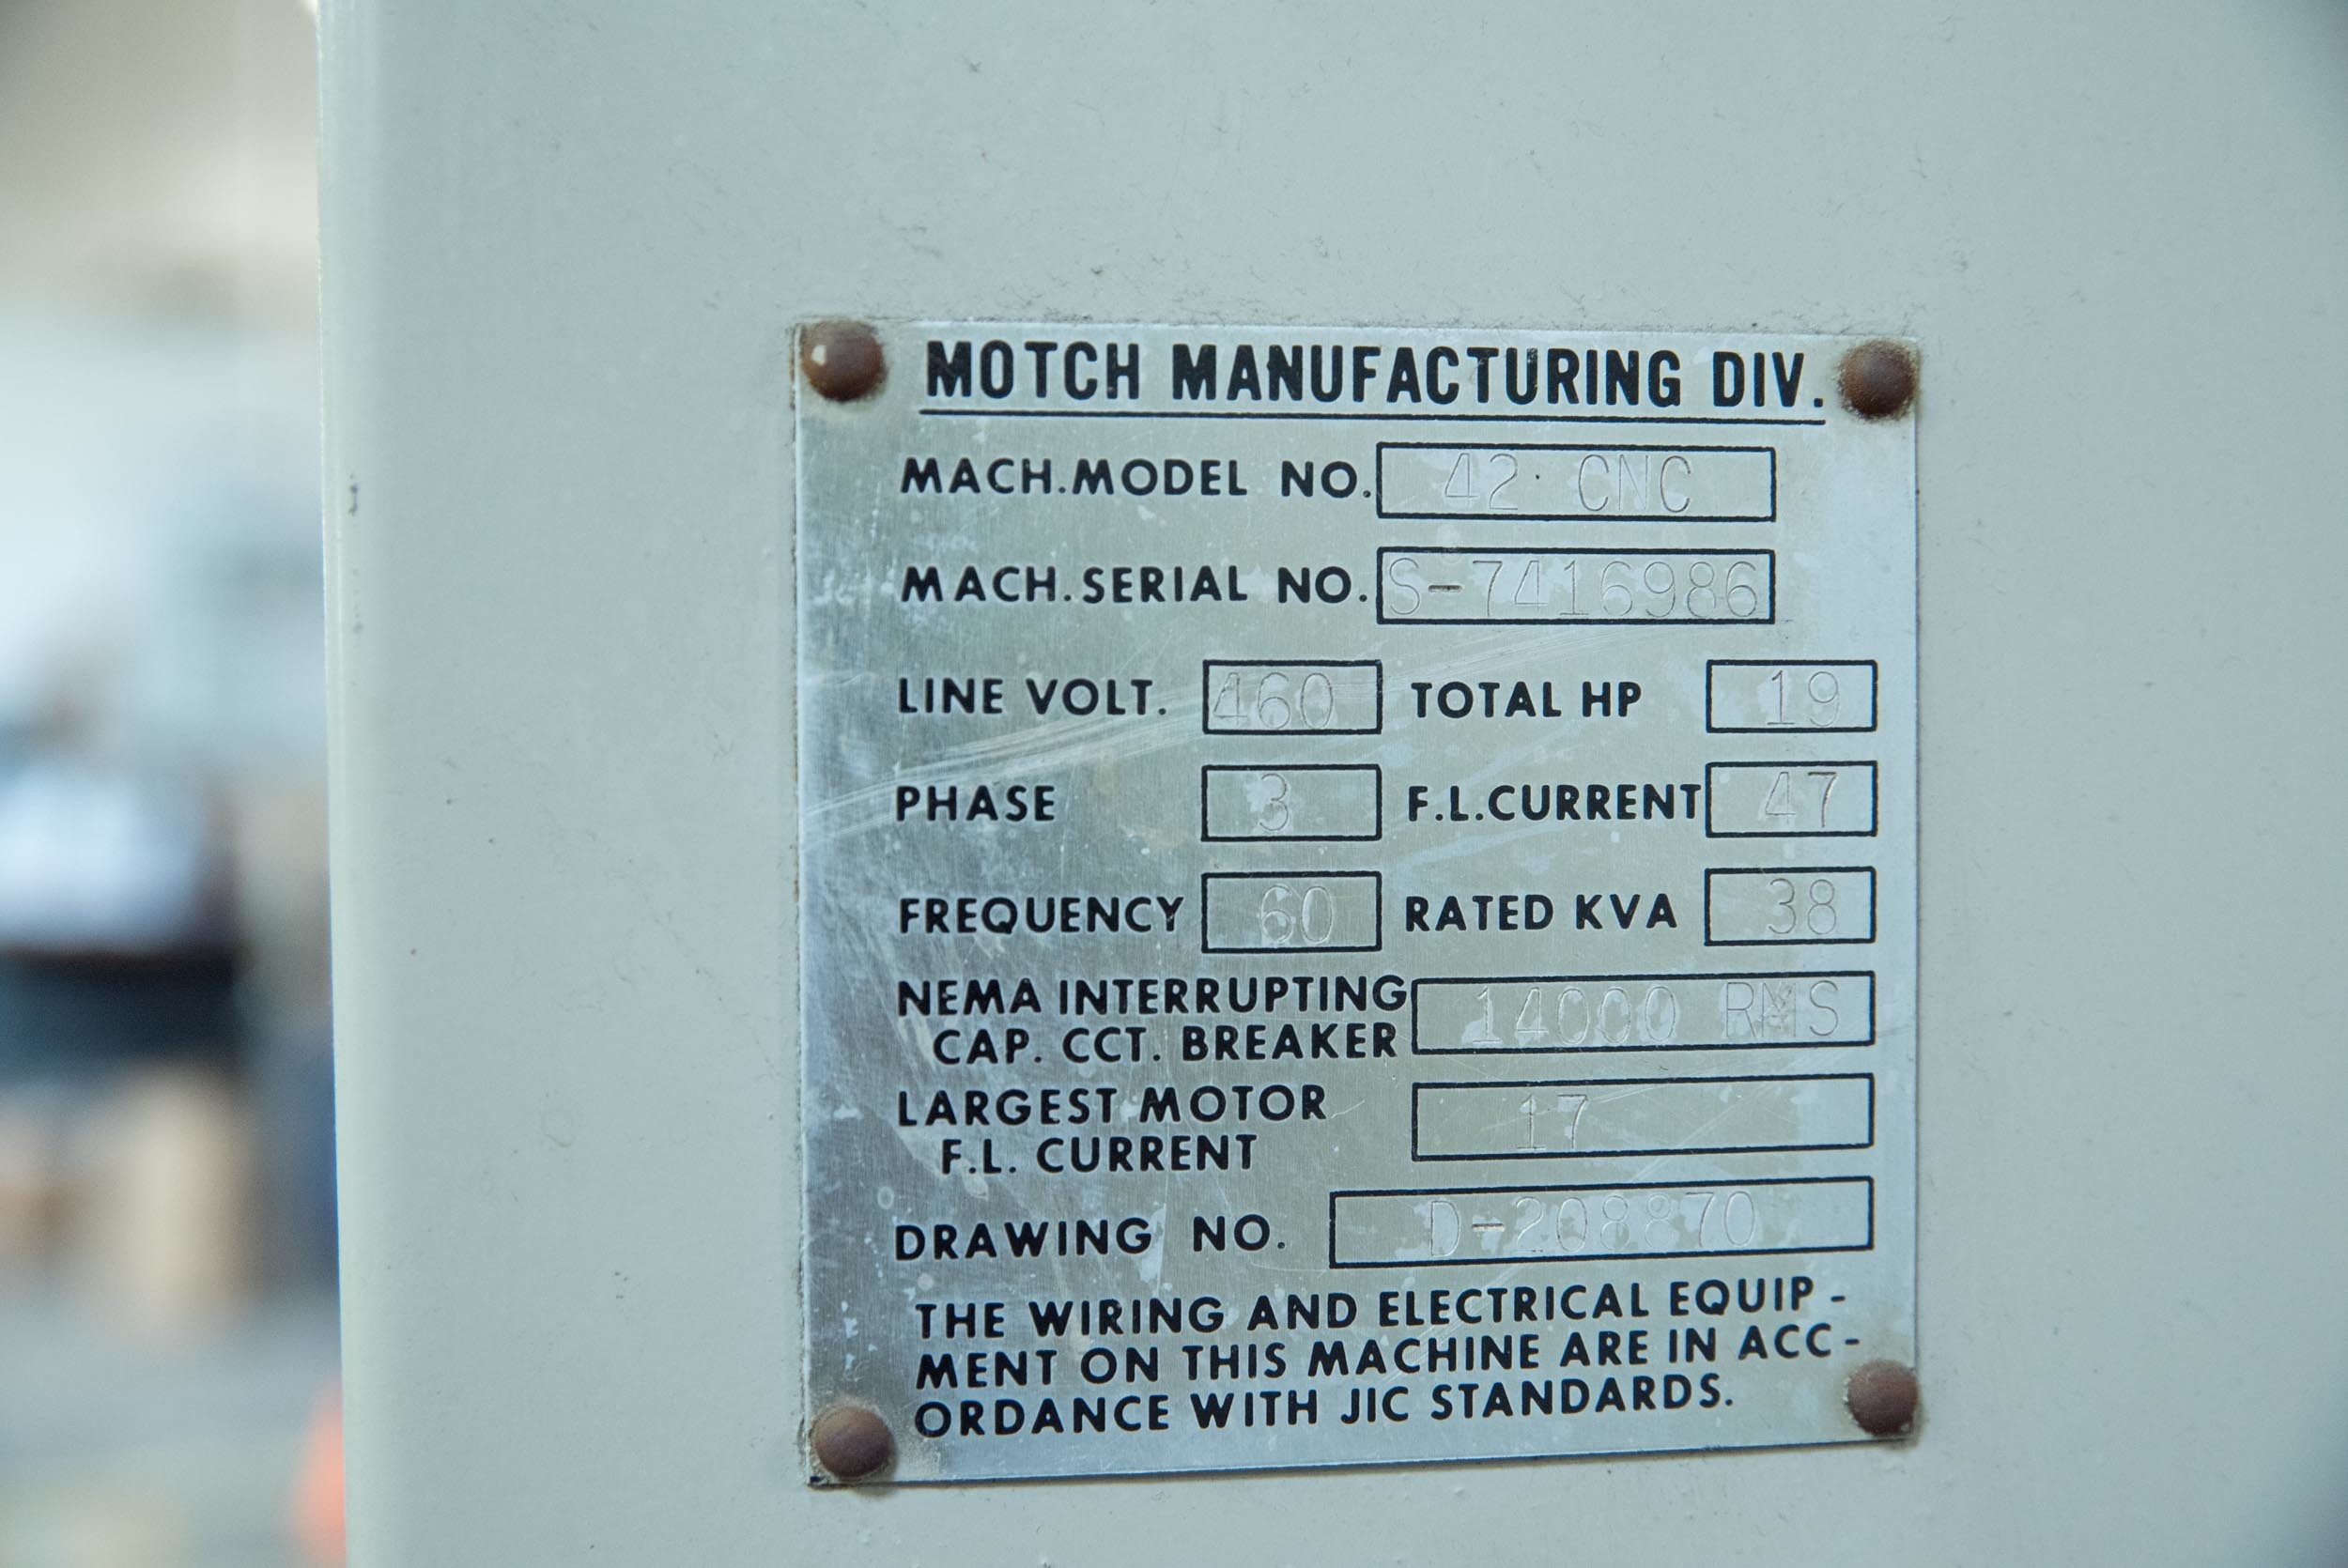 MOTCH MANUFACTURING DIV.
MACH.MODEL NO. 42 CNC
MACH.SERIAL NO. S-7416986
LINE VOLT. 460 TOTAL HP 19
PHASE 3 F.L.CURRENT 47
FREQUENCY 60 RATED KVA 38
NEMA INTERRUPTING
CAP. CCT. BREAKER 14000 RMS
LARGEST MOTOR
F.L. CURRENT 17
DRAWING NO. D-208870
THE WIRING AND ELECTRICAL EQUIP-
MENT ON THIS MACHINE ARE IN ACC-
ORDANCE WITH JIC STANDARDS.